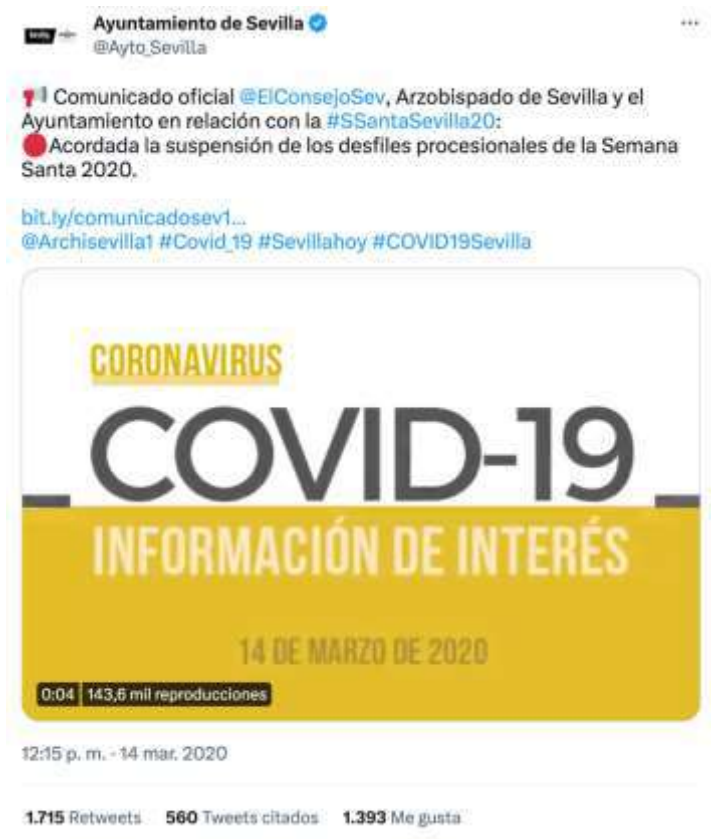 Ayuntamiento de Sevilla
@Ayto_Sevilla
Comunicado oficial @ElConsejoSev, Arzobispado de Sevilla y el
Ayuntamiento en relación con la #SSantaSevilla20:
Acordada la suspensión de los desfiles procesionales de la Semana
Santa 2020.
bit.ly/comunicadosev1...
@Archisevilla1 #Covid_19 #Sevillahoy #COVID19Sevilla
CORONAVIRUS
_COVID-19_
INFORMACIÓN DE INTERÉS
14 DE MARZO DE 2020
0:04 143,6 mil reproducciones
12:15 p. m. · 14 mar. 2020
1.715 Retweets 560 Tweets citados 1.393 Me gusta